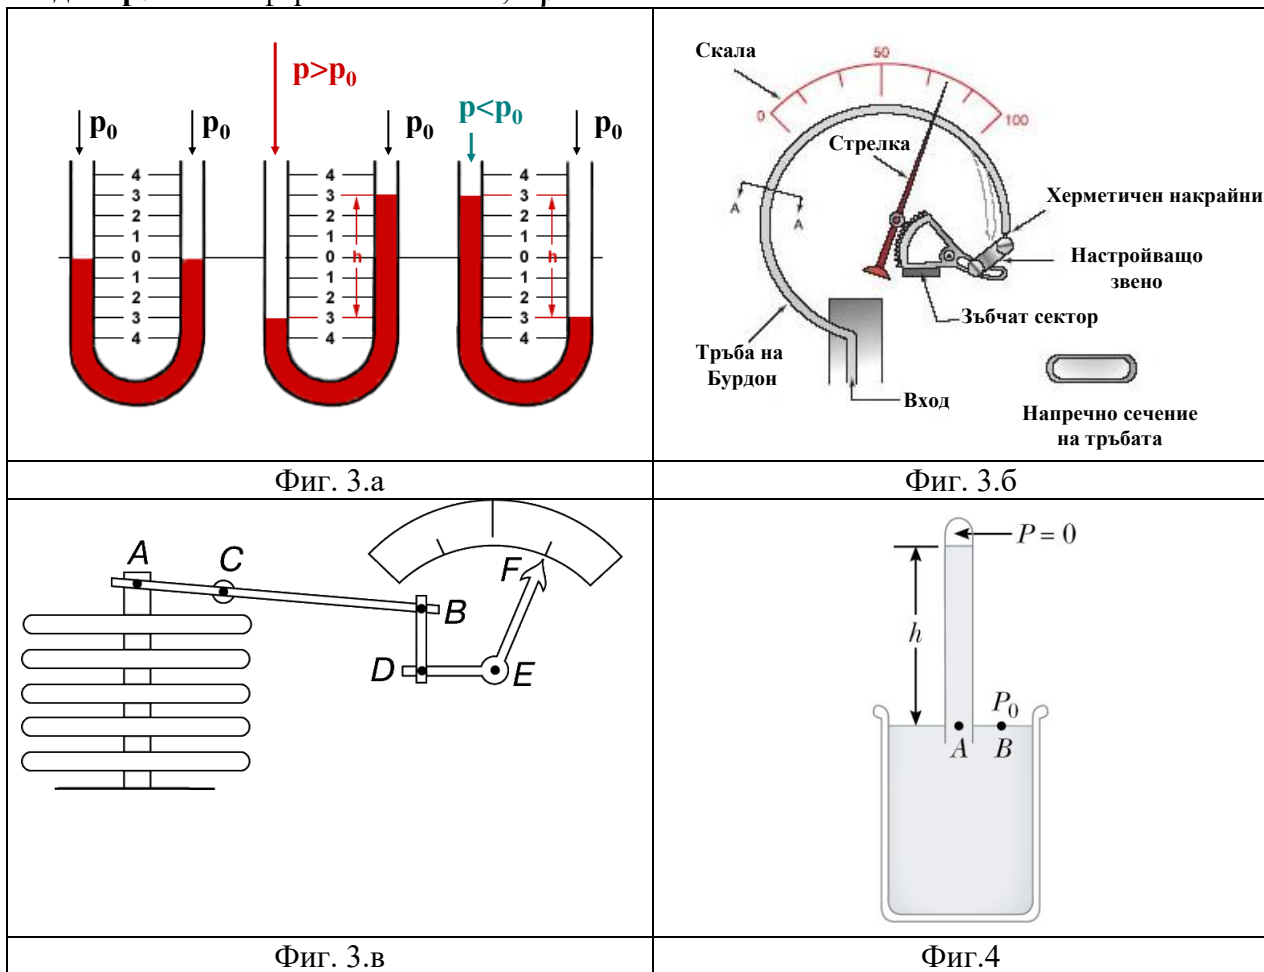 p>p₀
p₀
p₀
p₀
p<p₀
p₀
4 4 4
3 3 3
2 2 2
1 1 1
0 0 h 0 h
1 1 1
2 2 2
3 3 3
4 4 4
Фиг. 3.а
Скала
50
0
100
Стрелка
A
A
Херметичен накрайни
Настройващо
звено
Зъбчат сектор
Тръба на
Бурдон
Вход
Напречно сечение
на тръбата
Фиг. 3.б
A
C
B
F
D
E
Фиг. 3.в
P = 0
h
P₀
A
B
Фиг.4